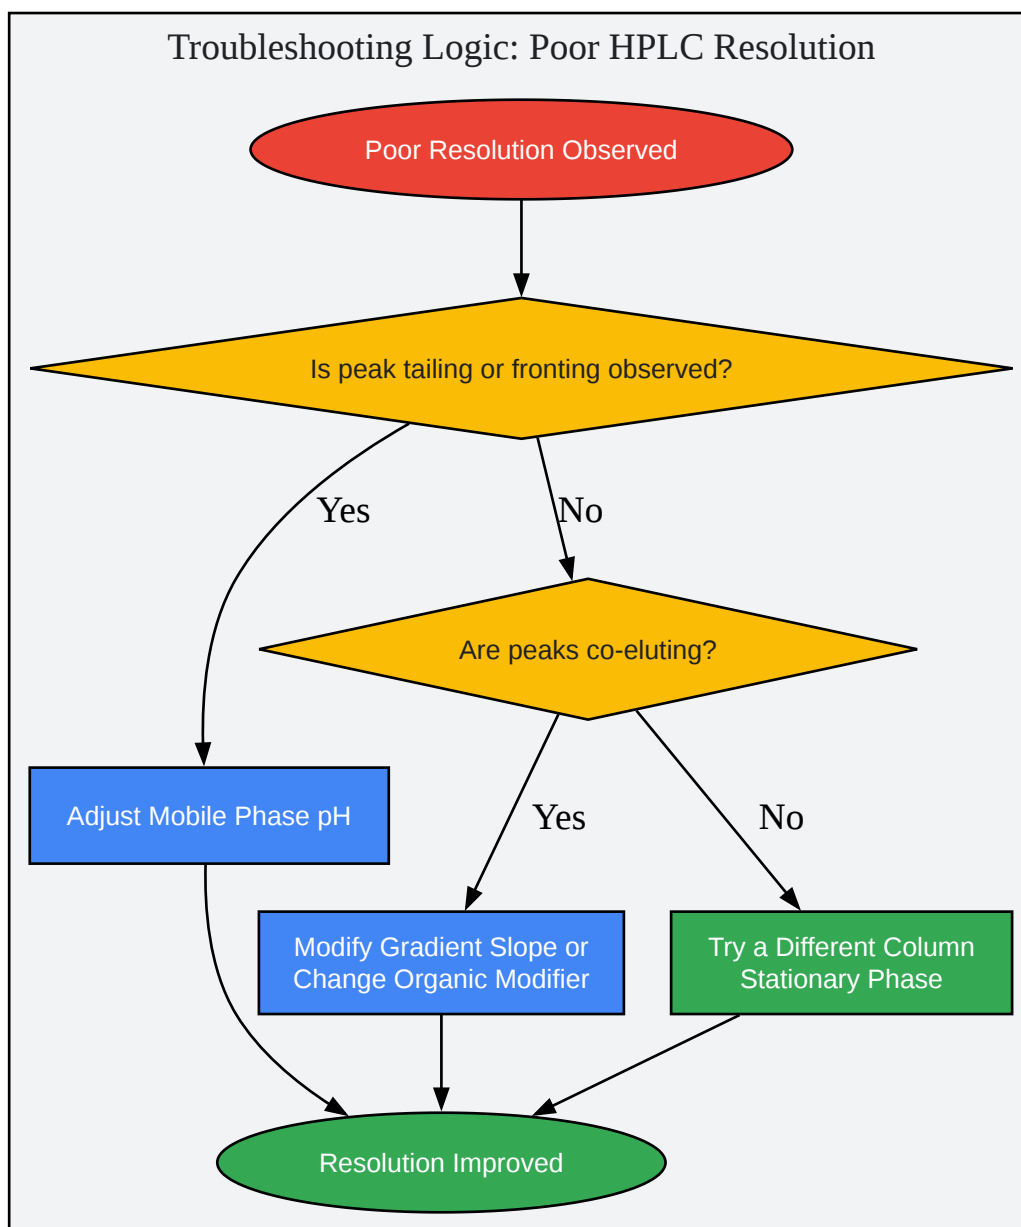 Troubleshooting Logic: Poor HPLC Resolution
Poor Resolution Observed
Is peak tailing or fronting observed?
Yes
No
Are peaks co-eluting?
Adjust Mobile Phase pH
Yes
No
Modify Gradient Slope or
Change Organic Modifier
Try a Different Column
Stationary Phase
Resolution Improved